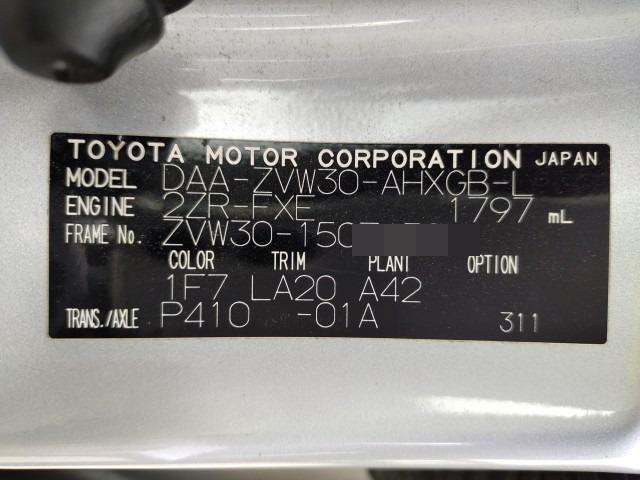 TOYOTA MOTOR CORPORATION JAPAN
MODEL DAA-ZVW30-AHXGB-L
ENGINE 2ZR-FXE 1797 mL
FRAME No. ZVW30-150
COLOR TRIM PLANT OPTION
1F7 LA20 A42
TRANS./AXLE P410 -01A 311